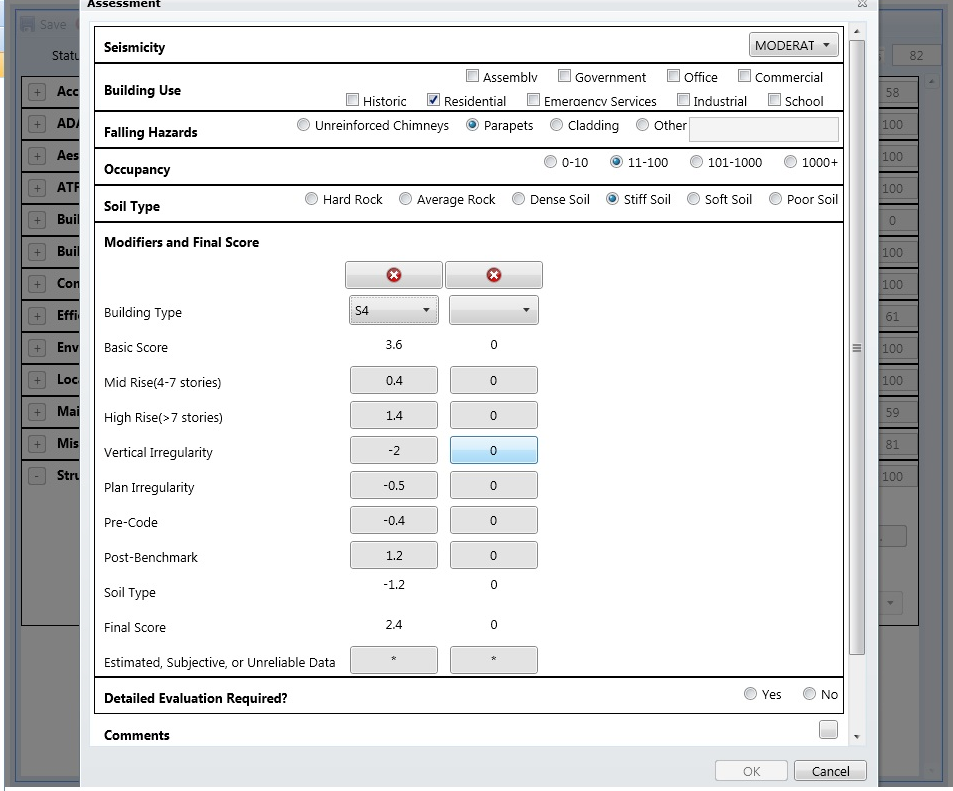 Assessment
Save
Seismicity MODERAT
82
Building Use Assembly Government Office Commercial
Historic Residential Emergency Services Industrial School
Falling Hazards Unreinforced Chimneys Parapets Cladding Other
Occupancy 0-10 11-100 101-1000 1000+
Soil Type Hard Rock Average Rock Dense Soil Stiff Soil Soft Soil Poor Soil
Modifiers and Final Score
Building Type S4
Basic Score 3.6 0
Mid Rise(4-7 stories) 0.4 0
High Rise(>7 stories) 1.4 0
Vertical Irregularity -2 0
Plan Irregularity -0.5 0
Pre-Code -0.4 0
Post-Benchmark 1.2 0
Soil Type -1.2 0
Final Score 2.4 0
Estimated, Subjective, or Unreliable Data * *
Detailed Evaluation Required? Yes No
Comments
OK Cancel
Statu
Acc 58
ADA 100
Aes 100
ATF 100
Buil 0
Buil 100
Con 100
Effi 61
Env 100
Loc 100
Mai 59
Mis 81
Stru 100